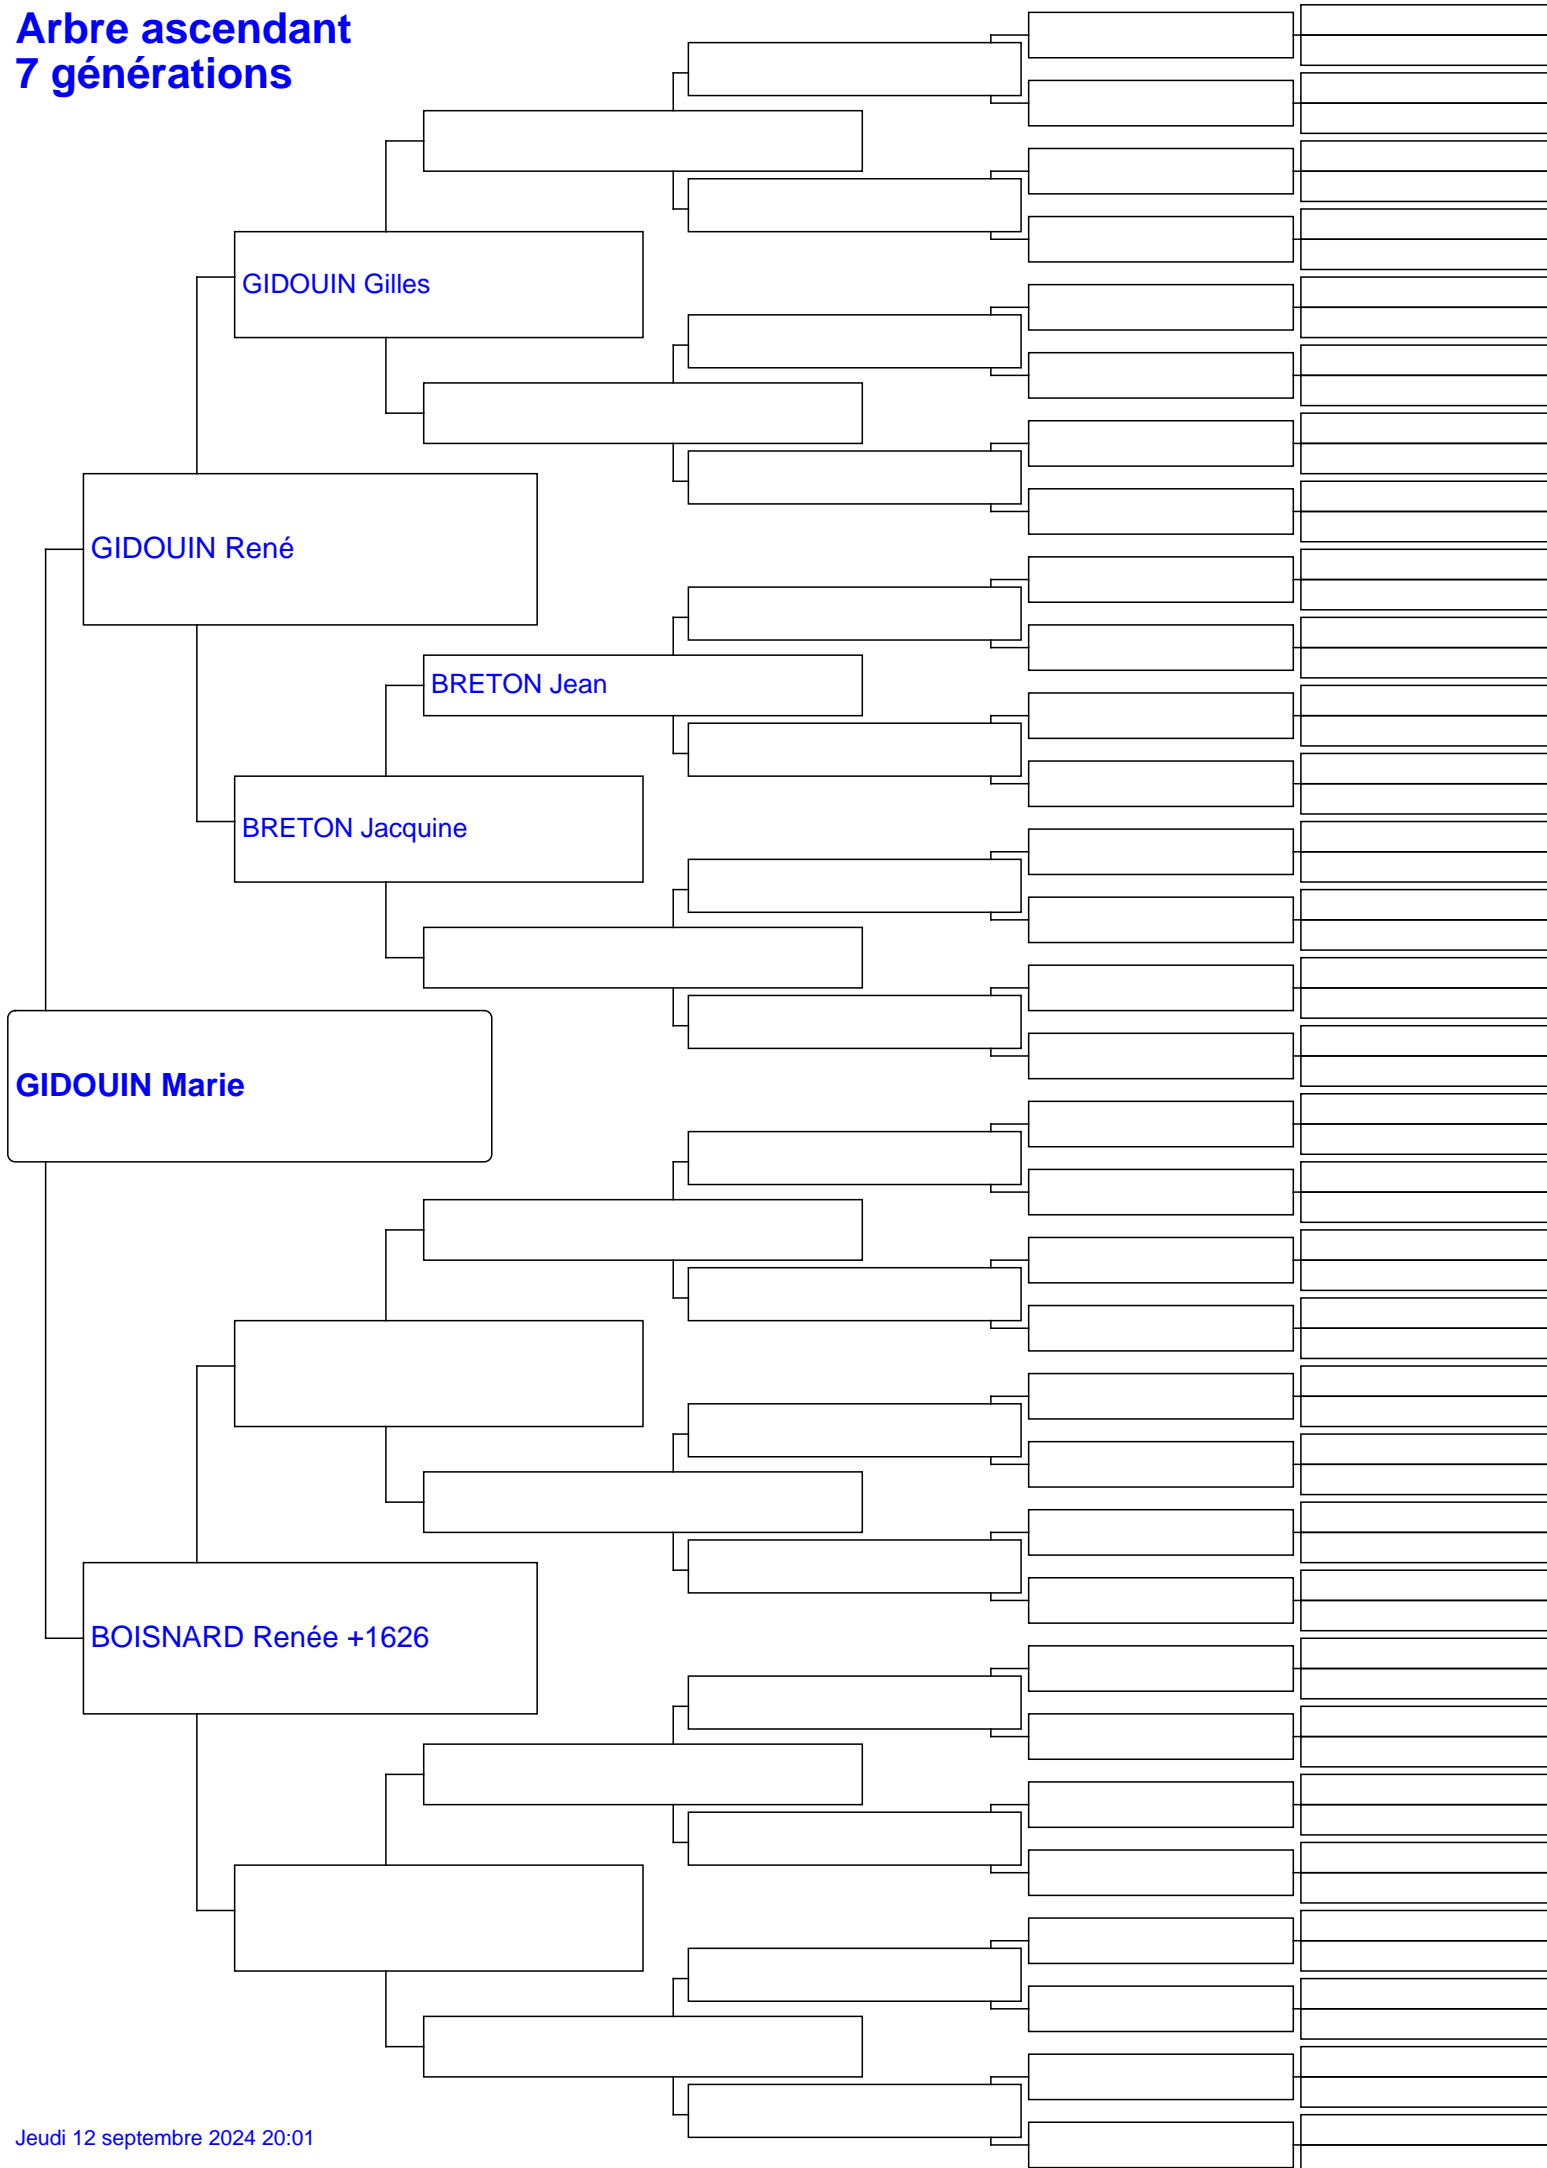 Arbre ascendant
7 générations
GIDOUIN Gilles
GIDOUIN René
BRETON Jean
BRETON Jacquine
GIDOUIN Marie
BOISNARD Renée +1626
Jeudi 12 septembre 2024 20:01